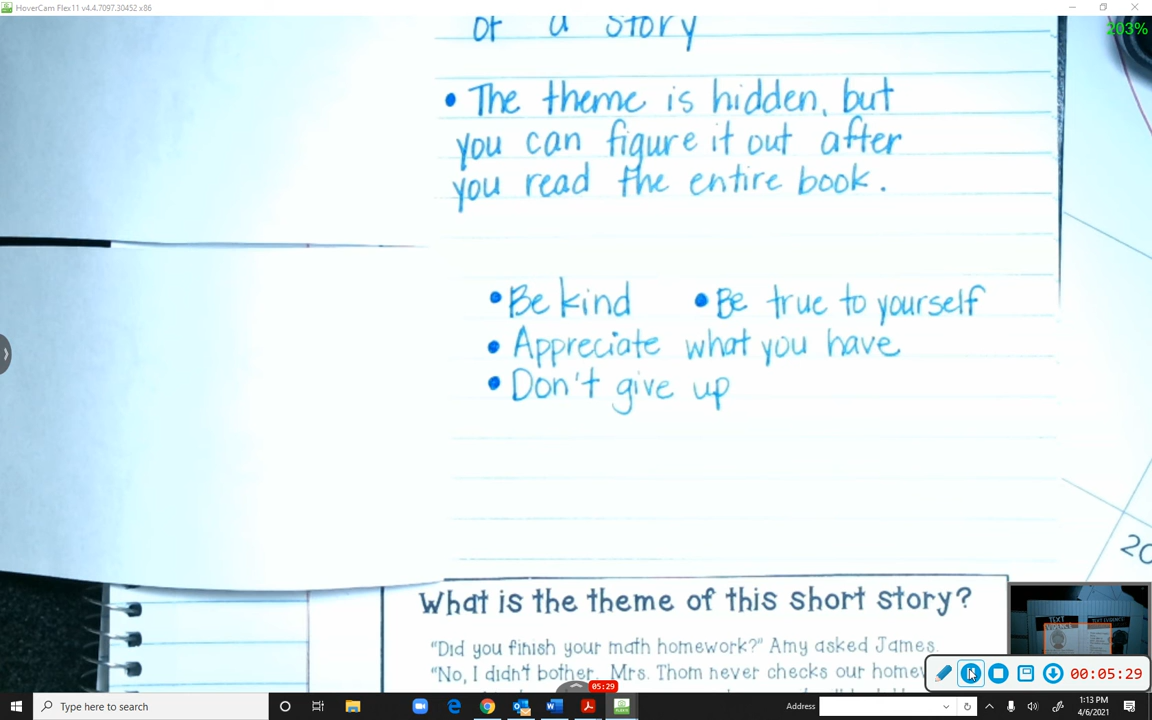 HoverCam Flex11 v4.4.7097.30452 x86
203%
of a story
• The theme is hidden, but
you can figure it out after
you read the entire book.
• Be kind • Be true to yourself
• Appreciate what you have
• Don't give up
20
What is the theme of this short story?
"Did you finish your math homework?" Amy asked James.
"No, I didn't bother. Mrs. Thom never checks our homew
00:05:29
05:29
Type here to search
Address
1:13 PM
4/6/2021